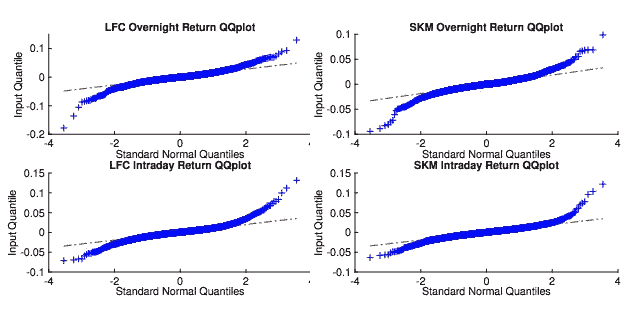 LFC Overnight Return QQplot
0.1
0
-0.1
-0.2
Input Quantile
-4 -2 0 2 4
Standard Normal Quantiles
SKM Overnight Return QQplot
0.1
0.05
0
-0.05
-0.1
Input Quantile
-4 -2 0 2 4
Standard Normal Quantiles
LFC Intraday Return QQplot
0.15
0.1
0.05
0
-0.05
-0.1
Input Quantile
-4 -2 0 2 4
Standard Normal Quantiles
SKM Intraday Return QQplot
0.15
0.1
0.05
0
-0.05
-0.1
Input Quantile
-4 -2 0 2 4
Standard Normal Quantiles